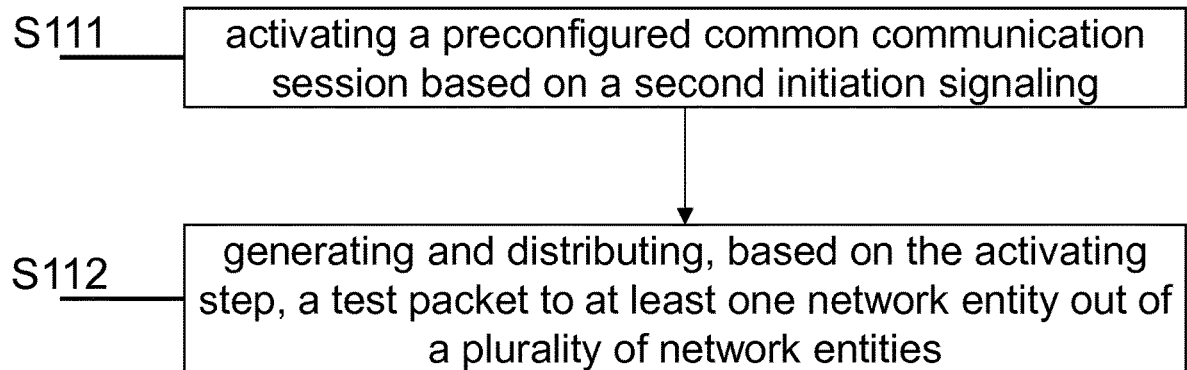 S111
activating a preconfigured common communication
session based on a second initiation signaling
S112
generating and distributing, based on the activating
step, a test packet to at least one network entity out of
a plurality of network entities